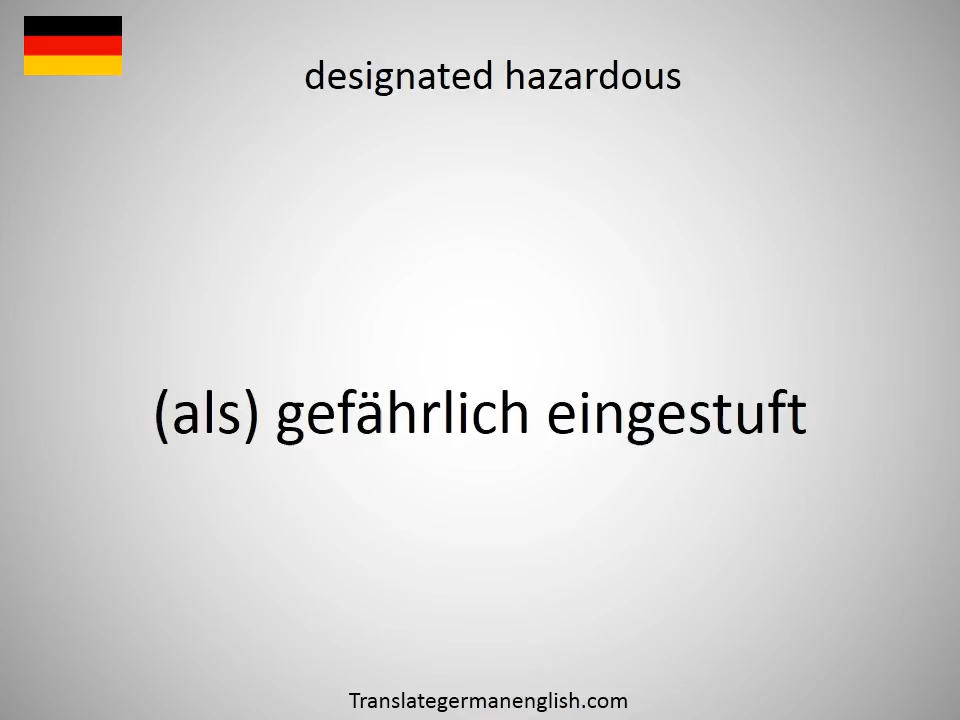 designated hazardous
(als) gefährlich eingestuft
Translategermanenglish.com